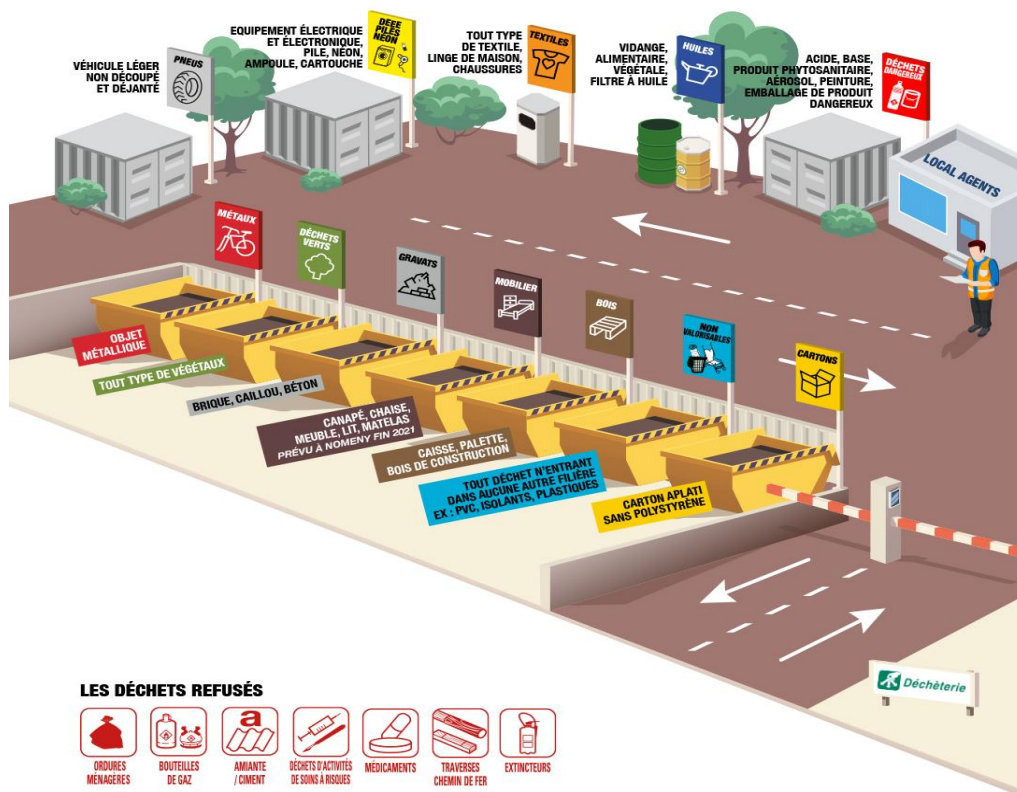 VÉHICULE LÉGER
NON DÉCOUPÉ
ET DÉJANTÉ
PNEUS
EQUIPEMENT ÉLECTRIQUE
ET ÉLECTRONIQUE,
PILE, NÉON,
AMPOULE, CARTOUCHE
DEEE
PILES
NÉON
TOUT TYPE
DE TEXTILE,
LINGE DE MAISON,
CHAUSSURES
TEXTILES
VIDANGE,
ALIMENTAIRE,
VÉGÉTALE,
FILTRE À HUILE
HUILES
ACIDE, BASE,
PRODUIT PHYTOSANITAIRE,
AÉROSOL, PEINTURE,
EMBALLAGE DE PRODUIT
DANGEREUX
DÉCHETS
DANGEREUX
LOCAL AGENTS
MÉTAUX
DÉCHETS
VERTS
GRAVATS
MOBILIER
BOIS
NON
VALORISABLES
CARTONS
OBJET
MÉTALLIQUE
TOUT TYPE DE VÉGÉTAUX
BRIQUE, CAILLOU, BÉTON
CANAPÉ, CHAISE,
MEUBLE, LIT, MATELAS
PRÉVU À NOMENY FIN 2021
CAISSE, PALETTE,
BOIS DE CONSTRUCTION
TOUT DÉCHET N'ENTRANT
DANS AUCUNE AUTRE FILIÈRE
EX : PVC, ISOLANTS, PLASTIQUES
CARTON APLATI
SANS POLYSTYRÈNE
Déchèterie
LES DÉCHETS REFUSÉS
a
ORDURES
MÉNAGÈRES
BOUTEILLES
DE GAZ
AMIANTE
/ CIMENT
DÉCHETS D'ACTIVITÉS
DE SOINS À RISQUES
MÉDICAMENTS
TRAVERSES
CHEMIN DE FER
EXTINCTEURS